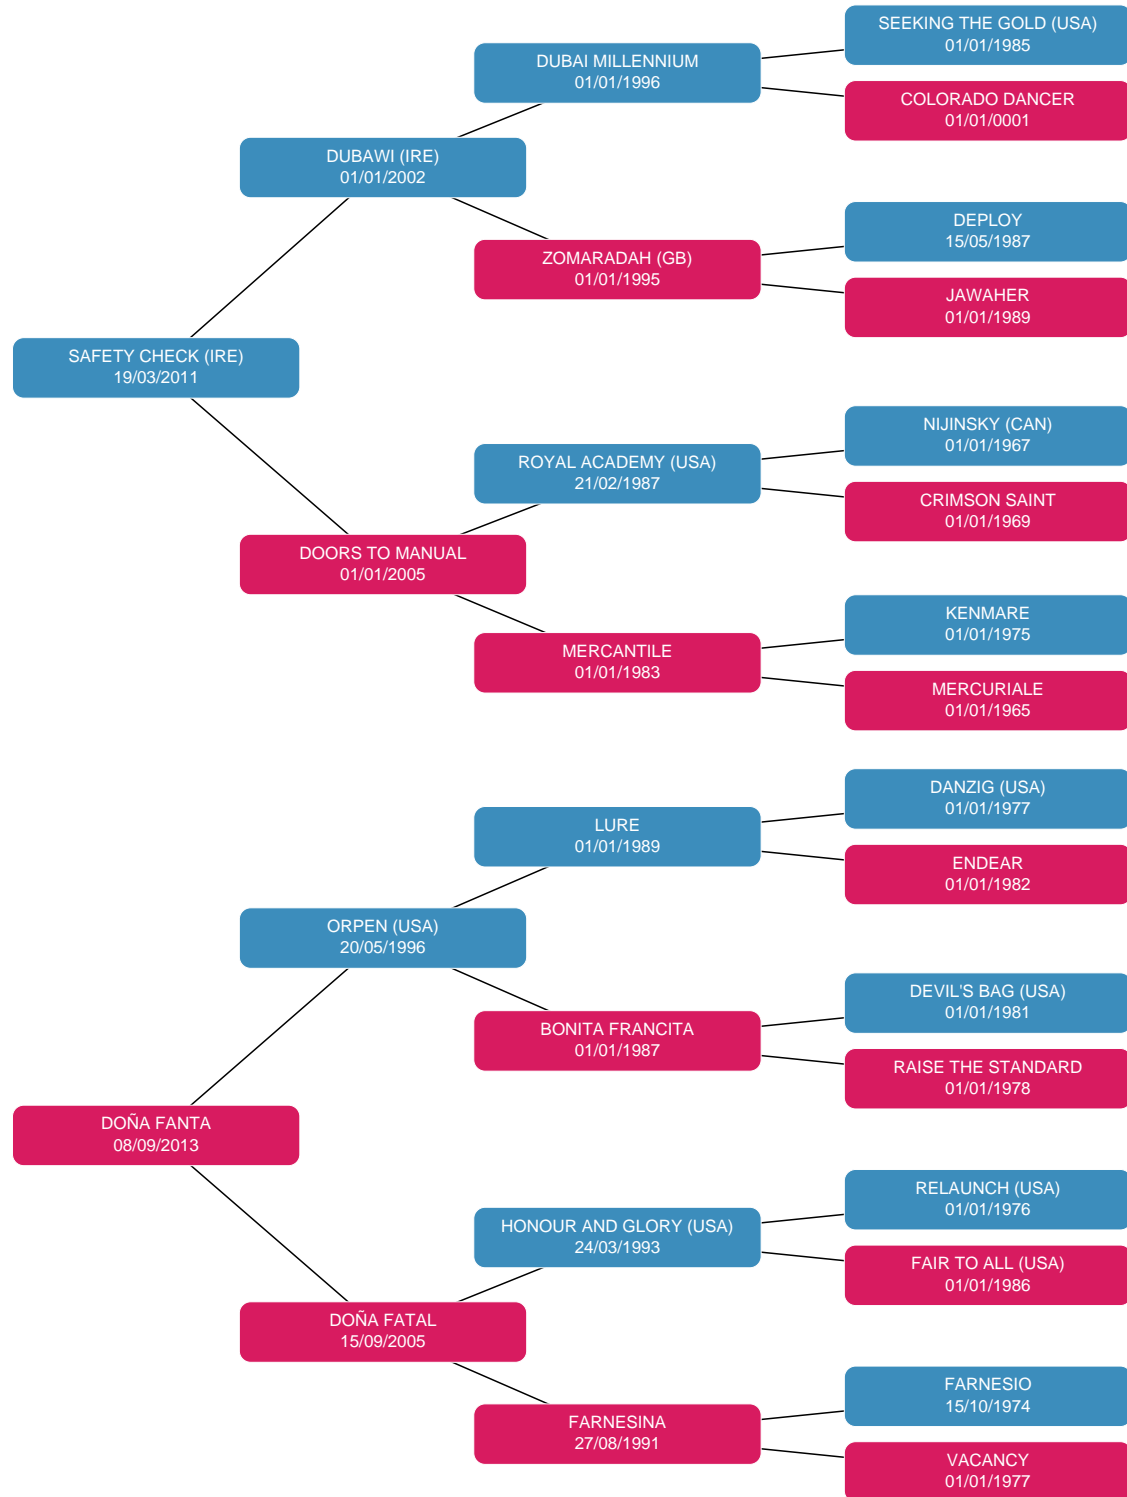 SEEKING THE GOLD (USA)
01/01/1985
DUBAI MILLENNIUM
01/01/1996
COLORADO DANCER
01/01/0001
DUBAWI (IRE)
01/01/2002
DEPLOY
15/05/1987
ZOMARADAH (GB)
01/01/1995
JAWAHER
01/01/1989
SAFETY CHECK (IRE)
19/03/2011
NIJINSKY (CAN)
01/01/1967
ROYAL ACADEMY (USA)
21/02/1987
CRIMSON SAINT
01/01/1969
DOORS TO MANUAL
01/01/2005
KENMARE
01/01/1975
MERCANTILE
01/01/1983
MERCURIALE
01/01/1965
DANZIG (USA)
01/01/1977
LURE
01/01/1989
ENDEAR
01/01/1982
ORPEN (USA)
20/05/1996
DEVIL'S BAG (USA)
01/01/1981
BONITA FRANCITA
01/01/1987
RAISE THE STANDARD
01/01/1978
DOÑA FANTA
08/09/2013
RELAUNCH (USA)
01/01/1976
HONOUR AND GLORY (USA)
24/03/1993
FAIR TO ALL (USA)
01/01/1986
DOÑA FATAL
15/09/2005
FARNESIO
15/10/1974
FARNESINA
27/08/1991
VACANCY
01/01/1977